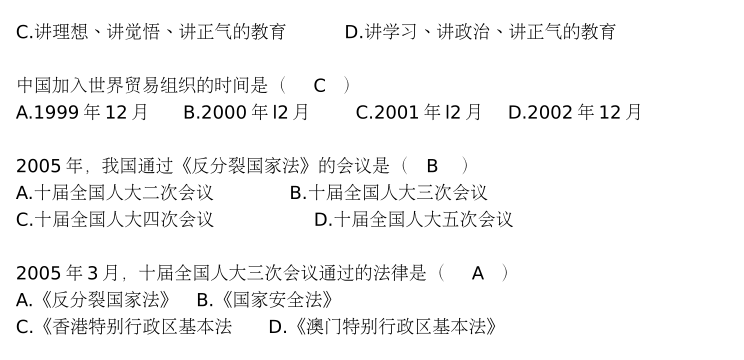 C.讲理想、讲觉悟、讲正气的教育 D.讲学习、讲政治、讲正气的教育
中国加入世界贸易组织的时间是（ C ）
A.1999 年 12 月 B.2000 年 l2 月 C.2001 年 l2 月 D.2002 年 12 月
2005 年，我国通过《反分裂国家法》的会议是（ B ）
A.十届全国人大二次会议 B.十届全国人大三次会议
C.十届全国人大四次会议 D.十届全国人大五次会议
2005 年 3 月，十届全国人大三次会议通过的法律是（ A ）
A.《反分裂国家法》 B.《国家安全法》
C.《香港特别行政区基本法 D.《澳门特别行政区基本法》